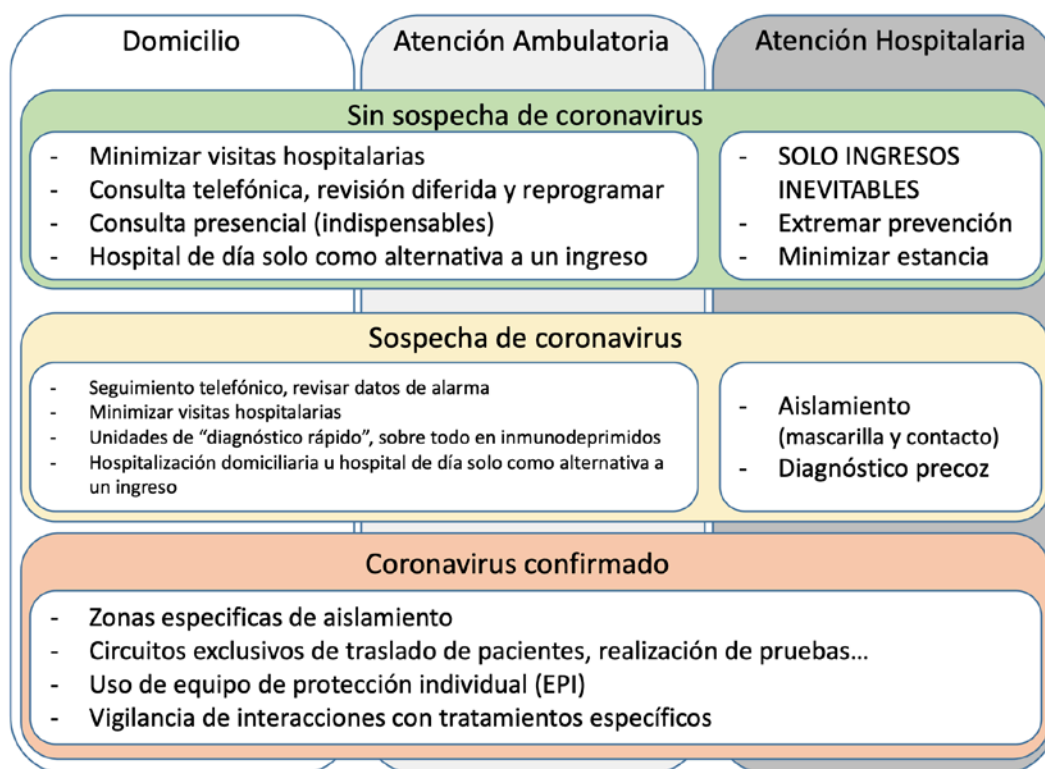 Domicilio
Atención Ambulatoria
Atención Hospitalaria
Sin sospecha de coronavirus
- Minimizar visitas hospitalarias
- Consulta telefónica, revisión diferida y reprogramar
- Consulta presencial (indispensables)
- Hospital de día solo como alternativa a un ingreso
- SOLO INGRESOS
INEVITABLES
- Extremar prevención
- Minimizar estancia
Sospecha de coronavirus
- Seguimiento telefónico, revisar datos de alarma
- Minimizar visitas hospitalarias
- Unidades de “diagnóstico rápido”, sobre todo en inmunodeprimidos
- Hospitalización domiciliaria u hospital de día solo como alternativa a
un ingreso
- Aislamiento
(mascarilla y contacto)
- Diagnóstico precoz
Coronavirus confirmado
- Zonas especificas de aislamiento
- Circuitos exclusivos de traslado de pacientes, realización de pruebas...
- Uso de equipo de protección individual (EPI)
- Vigilancia de interacciones con tratamientos específicos